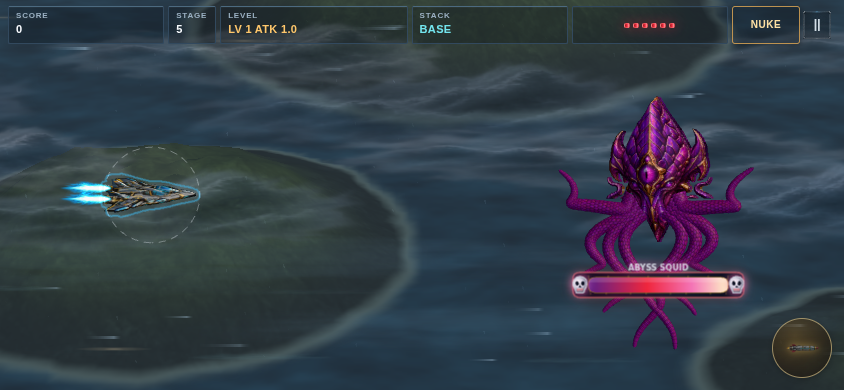 SCORE
0
STAGE
5
LEVEL
LV 1 ATK 1.0
STACK
BASE
NUKE
ABYSS SQUID